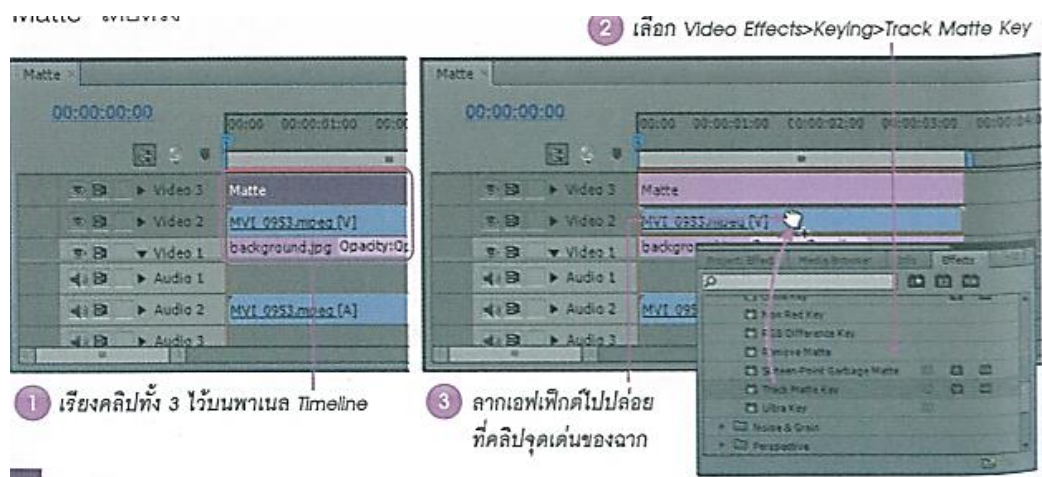 Matte
2 เลือก Video Effects>Keying>Track Matte Key
Matte ×
00:00:00:00
00:00 00:00:01:00
Video 3 Matte
Video 2 MVI_0953.mpeg [V]
Video 1 background.jpg Opacity:Op
Audio 1
Audio 2 MVI_0953.mpeg [A]
Audio 3
1 เรียงคลิปทั้ง 3 ไว้บนพาเนล Timeline
Matte ×
00:00:00:00
00:00 00:00:01:00 00:00:02:00 00:00:03:00
Video 3 Matte
Video 2 MVI_0953.mpeg [V]
Video 1 backgro
Audio 1
Audio 2 MVI_095
Audio 3
Media Browser Info Effects
Non Red Key
RGB Difference Key
Remove Matte
Sixteen-Point Garbage Matte
Track Matte Key
Ultra Key
Noise & Grain
Perspective
3 ลากเอฟเฟ็กต์ไปปล่อย
ที่คลิปจุดเด่นของฉาก